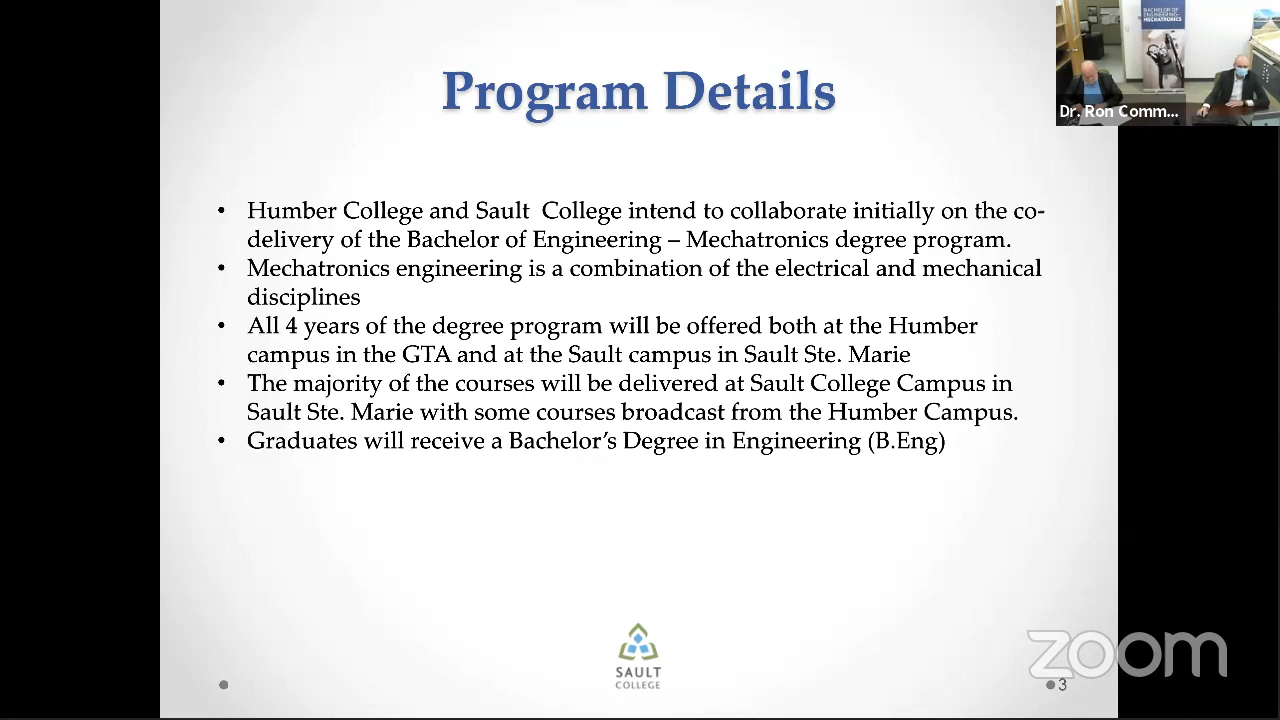 BACHELOR OF
ENGINEERING-
MECHATRONICS
Dr. Ron Comm...
Program Details
• Humber College and Sault College intend to collaborate initially on the co-
delivery of the Bachelor of Engineering – Mechatronics degree program.
• Mechatronics engineering is a combination of the electrical and mechanical
disciplines
• All 4 years of the degree program will be offered both at the Humber
campus in the GTA and at the Sault campus in Sault Ste. Marie
• The majority of the courses will be delivered at Sault College Campus in
Sault Ste. Marie with some courses broadcast from the Humber Campus.
• Graduates will receive a Bachelor’s Degree in Engineering (B.Eng)
SAULT
COLLEGE
zoom
3